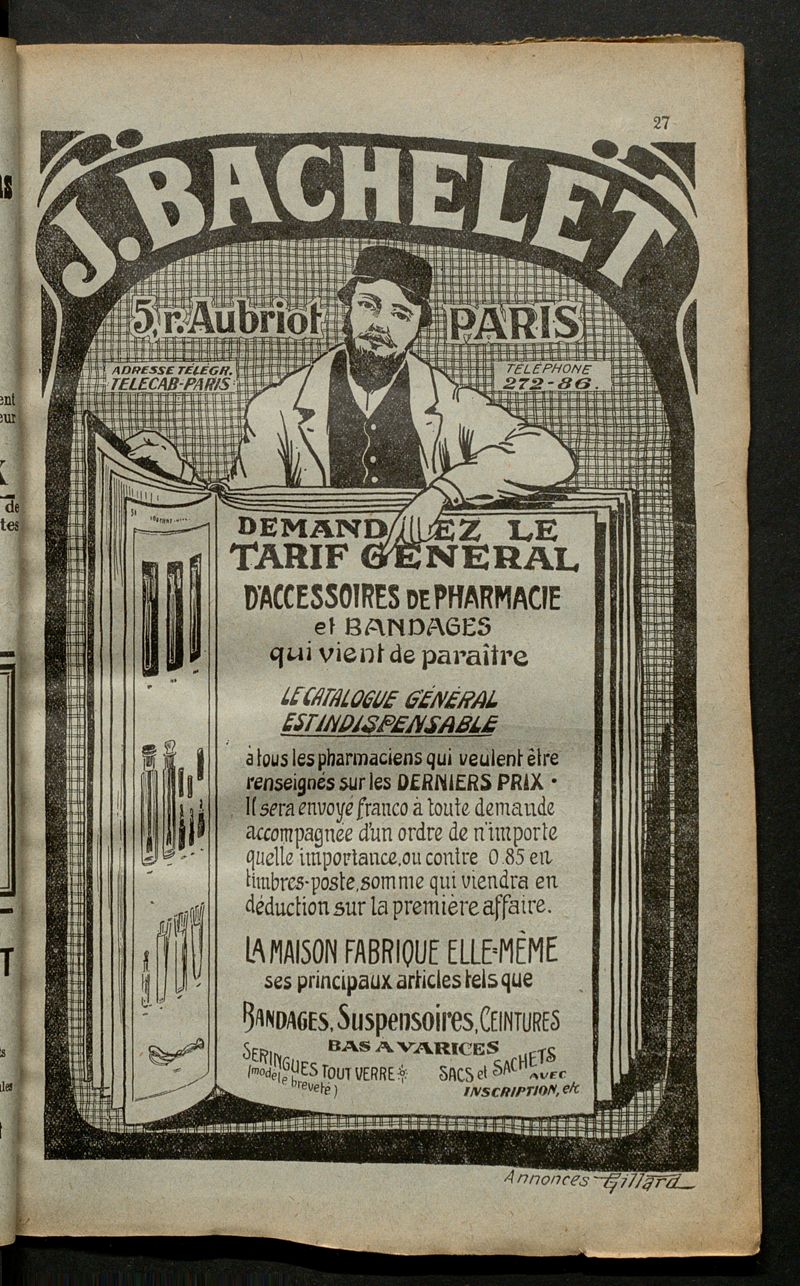 27
J. BACHELET
5, r. Aubriot PARIS
ADRESSE TÉLÉGR.
TELECAB-PARIS
TÉLÉPHONE
272-86.
DEMANDEZ LE
TARIF GÉNÉRAL
D'ACCESSOIRES DE PHARMACIE
et BANDAGES
qui vient de paraître
LE CATALOGUE GÉNÉRAL
EST INDISPENSABLE
à tous les pharmaciens qui veulent être
renseignés sur les DERNIERS PRIX •
Il sera envoyé franco à toute demande
accompagnée d'un ordre de n'importe
quelle importance, ou contre 0.85 en
timbres-poste, somme qui viendra en
déduction sur la première affaire.
LA MAISON FABRIQUE ELLE-MÊME
ses principaux articles tels que
BANDAGES, Suspensoires, CEINTURES
BAS A VARICES
SERINGUES TOUT VERRE
(modèle breveté)
SACS et SACHETS
AVEC
INSCRIPTION, etc
Annonces-Gillard